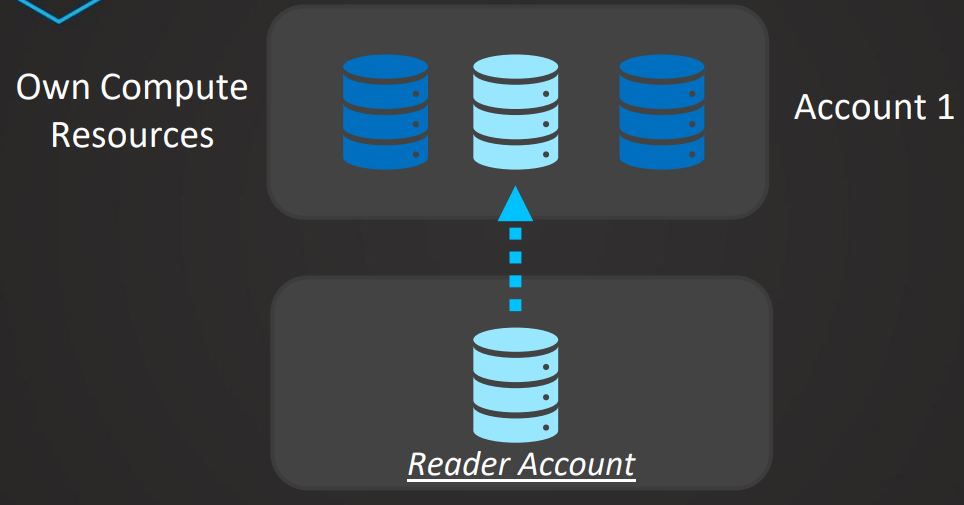 Own Compute
Resources
Account 1
Reader Account